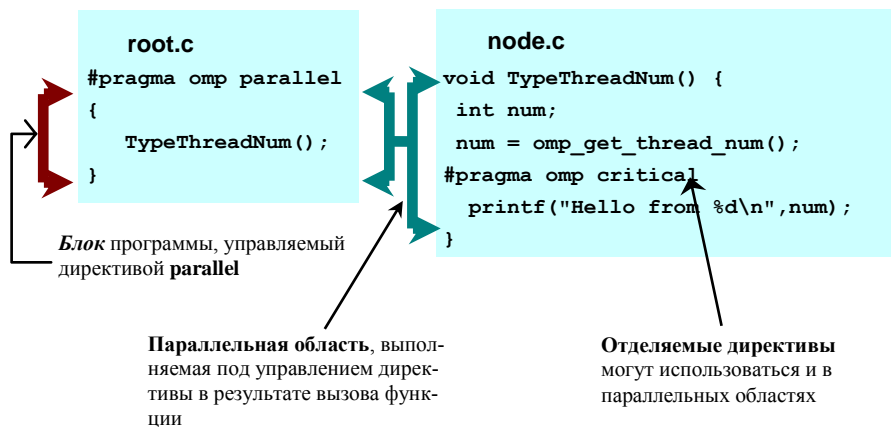 root.c
#pragma omp parallel
{
TypeThreadNum();
}
node.c
void TypeThreadNum() {
int num;
num = omp_get_thread_num();
#pragma omp critical
printf("Hello from %d\n",num);
}
Блок программы, управляемый
директивой parallel
Параллельная область, выпол-
няемая под управлением дирек-
тивы в результате вызова функ-
ции
Отделяемые директивы
могут использоваться и в
параллельных областях